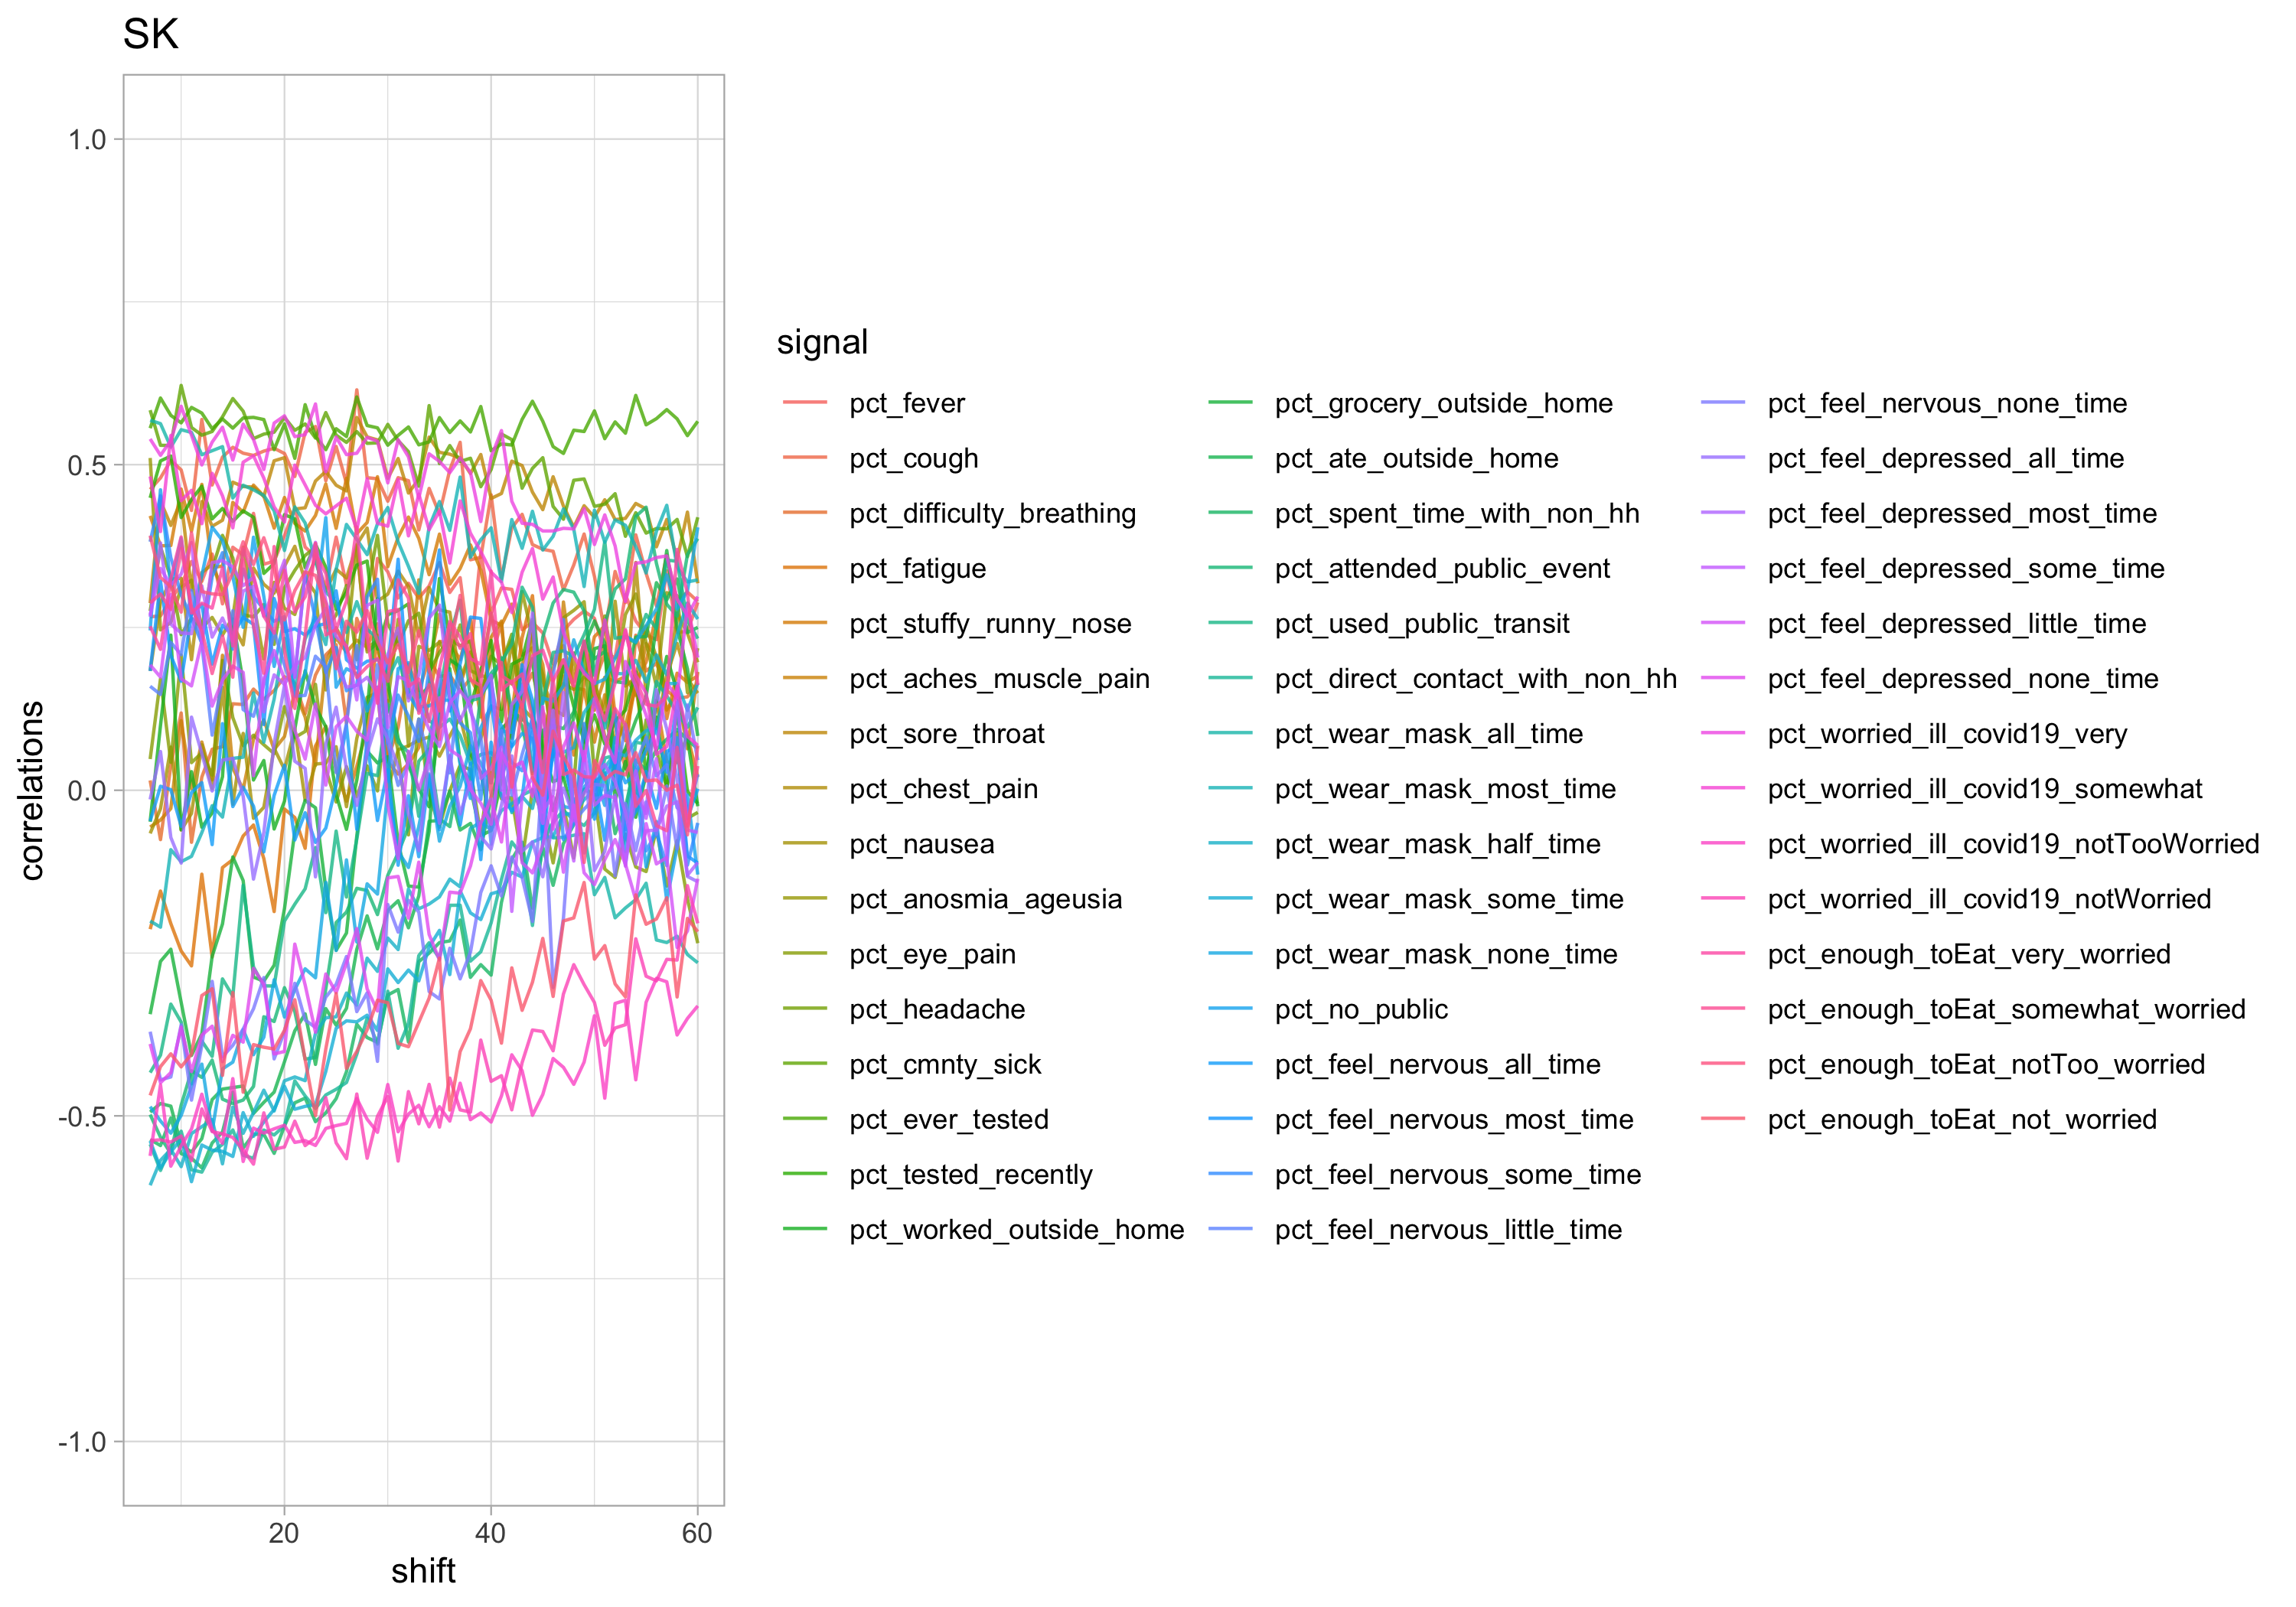 SK
1.0
0.5
0.0
-0.5
-1.0
correlations
20
40
60
shift
signal
pct_fever
pct_cough
pct_difficulty_breathing
pct_fatigue
pct_stuffy_runny_nose
pct_aches_muscle_pain
pct_sore_throat
pct_chest_pain
pct_nausea
pct_anosmia_ageusia
pct_eye_pain
pct_headache
pct_cmnty_sick
pct_ever_tested
pct_tested_recently
pct_worked_outside_home
pct_grocery_outside_home
pct_ate_outside_home
pct_spent_time_with_non_hh
pct_attended_public_event
pct_used_public_transit
pct_direct_contact_with_non_hh
pct_wear_mask_all_time
pct_wear_mask_most_time
pct_wear_mask_half_time
pct_wear_mask_some_time
pct_wear_mask_none_time
pct_no_public
pct_feel_nervous_all_time
pct_feel_nervous_most_time
pct_feel_nervous_some_time
pct_feel_nervous_little_time
pct_feel_nervous_none_time
pct_feel_depressed_all_time
pct_feel_depressed_most_time
pct_feel_depressed_some_time
pct_feel_depressed_little_time
pct_feel_depressed_none_time
pct_worried_ill_covid19_very
pct_worried_ill_covid19_somewhat
pct_worried_ill_covid19_notTooWorried
pct_worried_ill_covid19_notWorried
pct_enough_toEat_very_worried
pct_enough_toEat_somewhat_worried
pct_enough_toEat_notToo_worried
pct_enough_toEat_not_worried